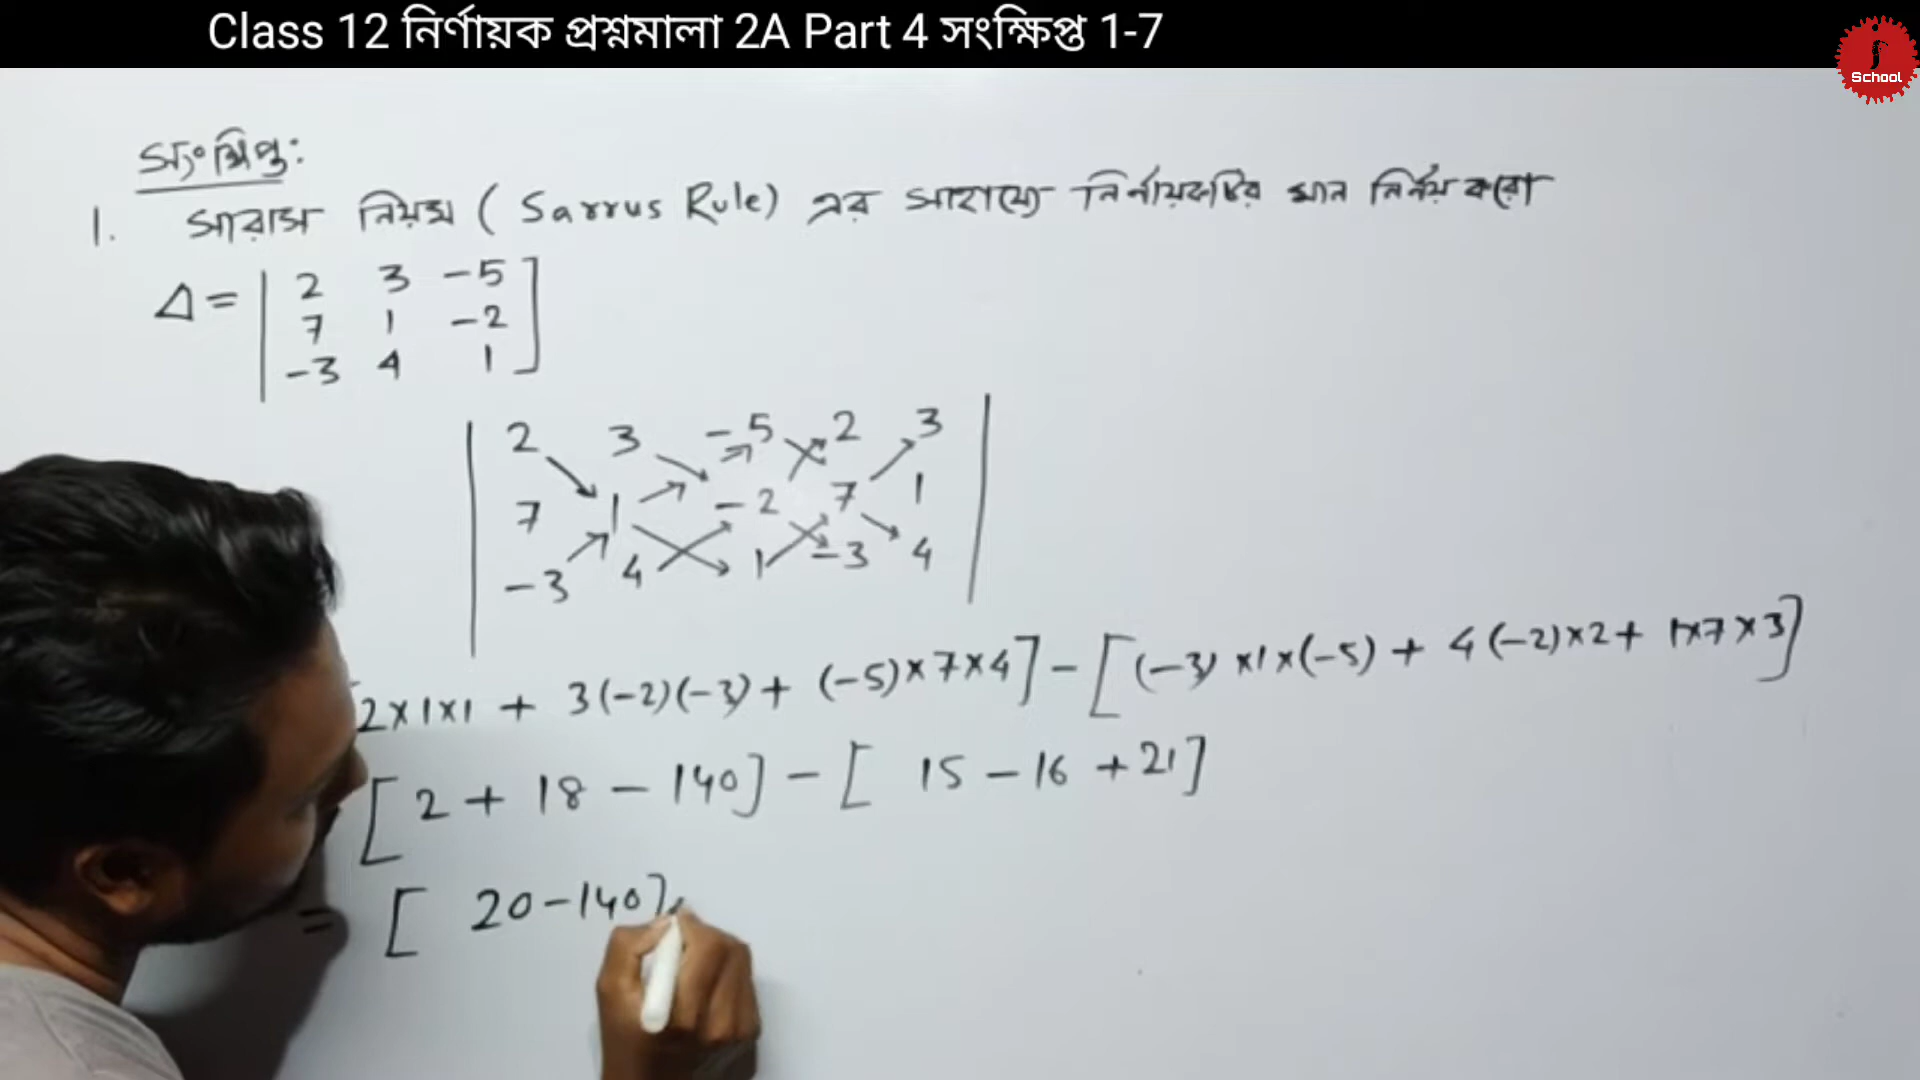 Class 12 নির্ণায়ক প্রশ্নমালা 2A Part 4 সংক্ষিপ্ত 1-7
ʃ School
সংক্ষিপ্ত:
1. সারাস নিয়ম ( Sarrus Rule) এর সাহায্যে নির্ণায়কটির মান নির্ণয় করো
Δ = | 2 3 -5 ]
7 1 -2
-3 4 1
| 2 3 -5 2 3 |
7 1 -2 7 1
-3 4 1 -3 4
2×1×1 + 3(-2)(-3) + (-5)×7×4] - [(-3)×1×(-5) + 4(-2)×2 + 1×7×3]
[2 + 18 - 140] - [ 15 - 16 + 21]
= [ 20-140]